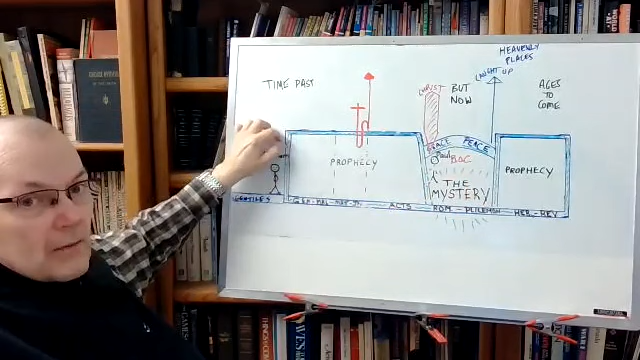 HEAVENLY
PLACES
TIME PAST
CHRIST
BUT
NOW
CAUGHT
UP
AGES
TO
COME
GRACE PEACE
PROPHECY
Paul BOC
THE
MYSTERY
PROPHECY
GENTILES
ACTS
ROM - PHILEMON
HEB - REV